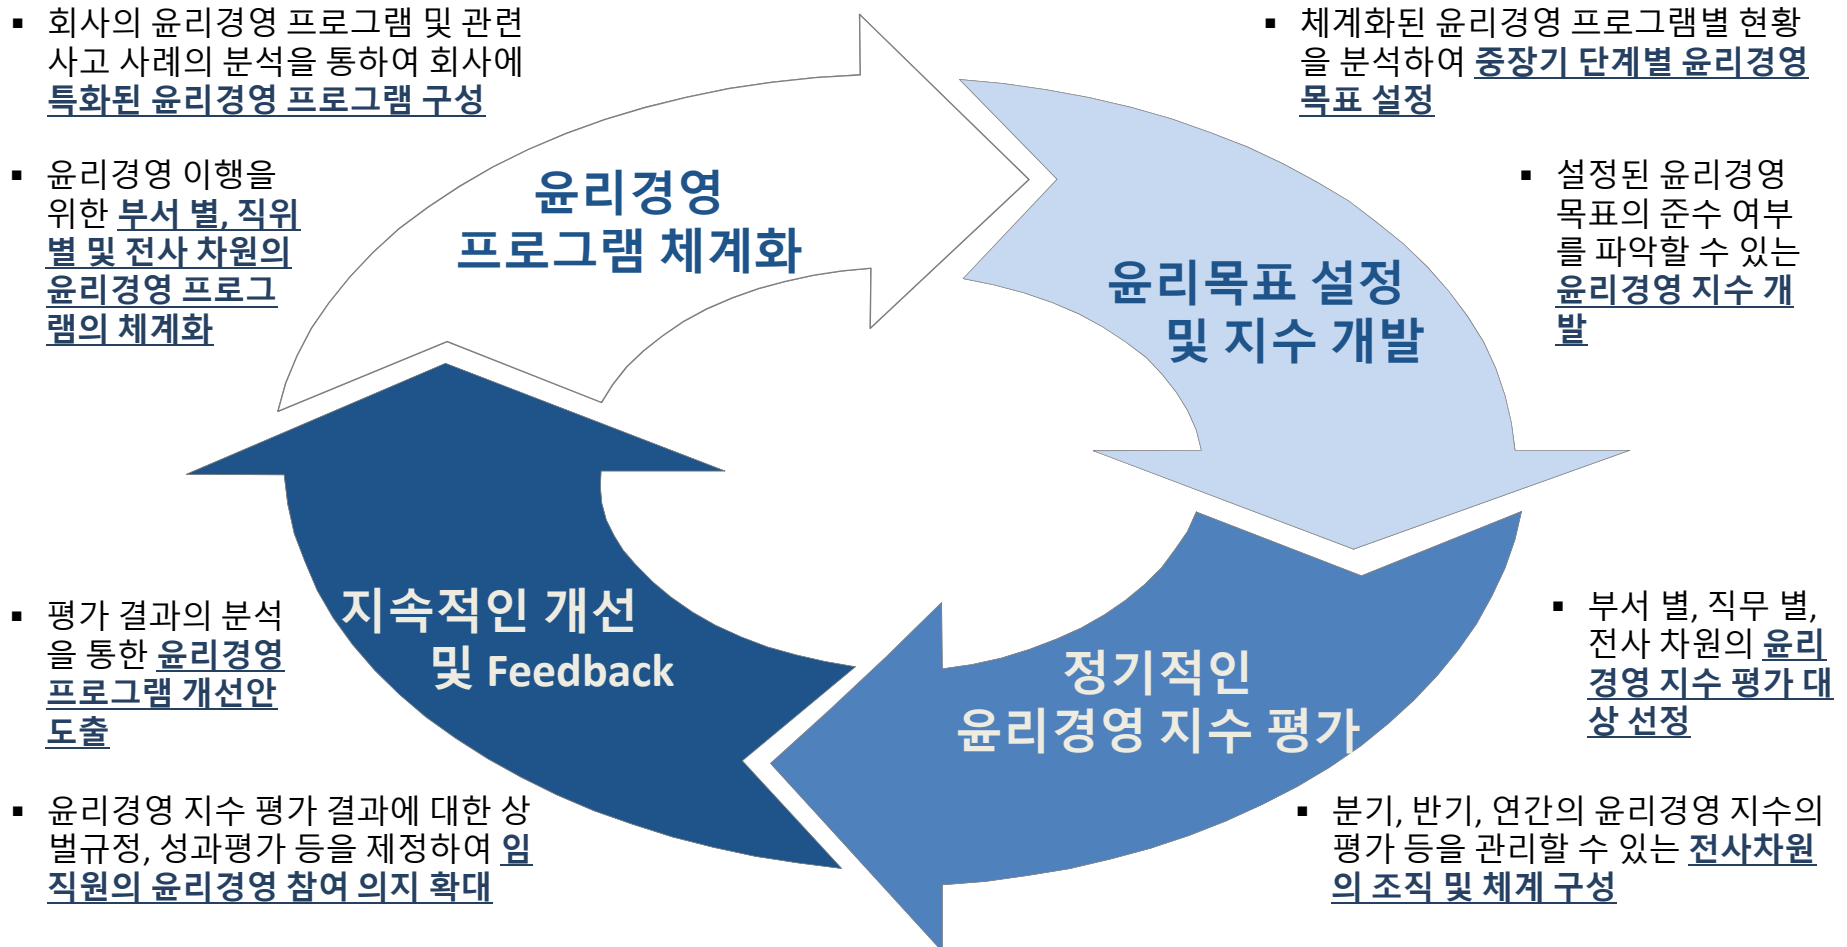 ▪ 회사의 윤리경영 프로그램 및 관련
사고 사례의 분석을 통하여 회사에
특화된 윤리경영 프로그램 구성
▪ 윤리경영 이행을
위한 부서 별, 직위
별 및 전사 차원의
윤리경영 프로그
램의 체계화
윤리경영
프로그램 체계화
▪ 체계화된 윤리경영 프로그램별 현황
을 분석하여 중장기 단계별 윤리경영
목표 설정
▪ 설정된 윤리경영
목표의 준수 여부
를 파악할 수 있는
윤리경영 지수 개
발
윤리목표 설정
및 지수 개발
▪ 부서 별, 직무 별,
전사 차원의 윤리
경영 지수 평가 대
상 선정
정기적인
윤리경영 지수 평가
▪ 분기, 반기, 연간의 윤리경영 지수의
평가 등을 관리할 수 있는 전사차원
의 조직 및 체계 구성
▪ 평가 결과의 분석
을 통한 윤리경영
프로그램 개선안
도출
지속적인 개선
및 Feedback
▪ 윤리경영 지수 평가 결과에 대한 상
벌규정, 성과평가 등을 제정하여 임
직원의 윤리경영 참여 의지 확대